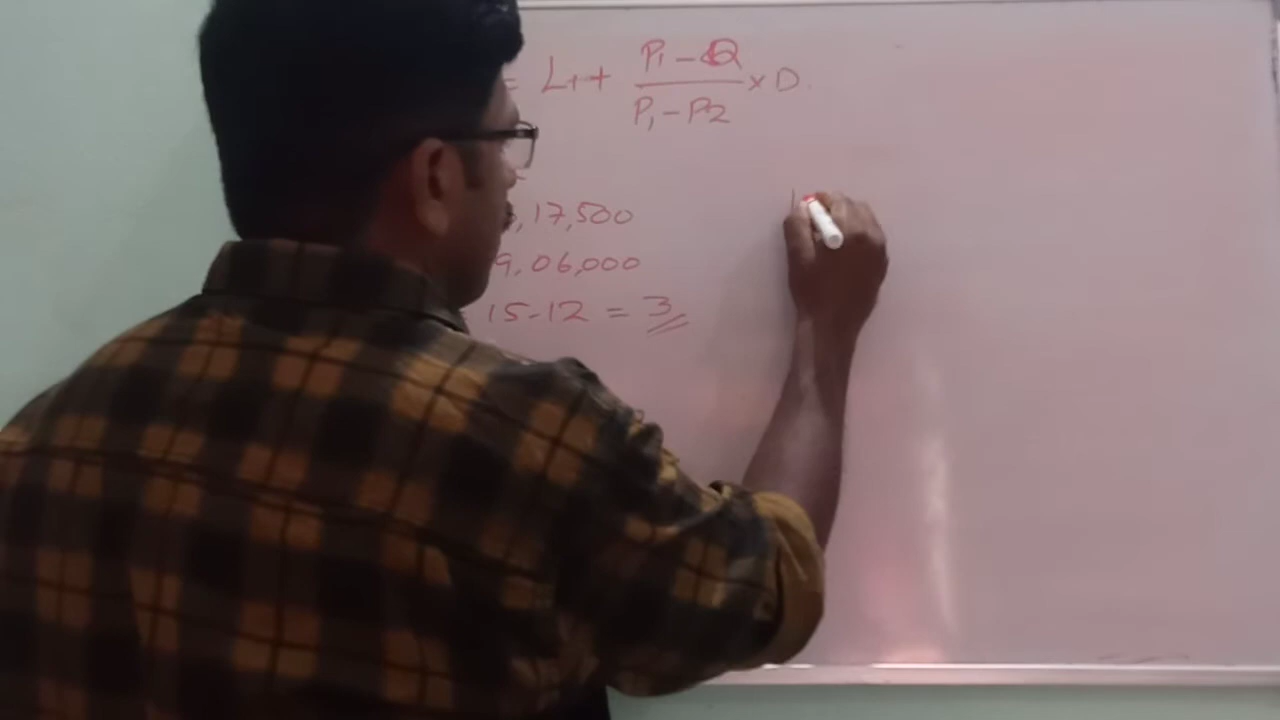 = L1+ P1-Q / P1-P2 × D
,17,500
9,06,000
15-12 = 3